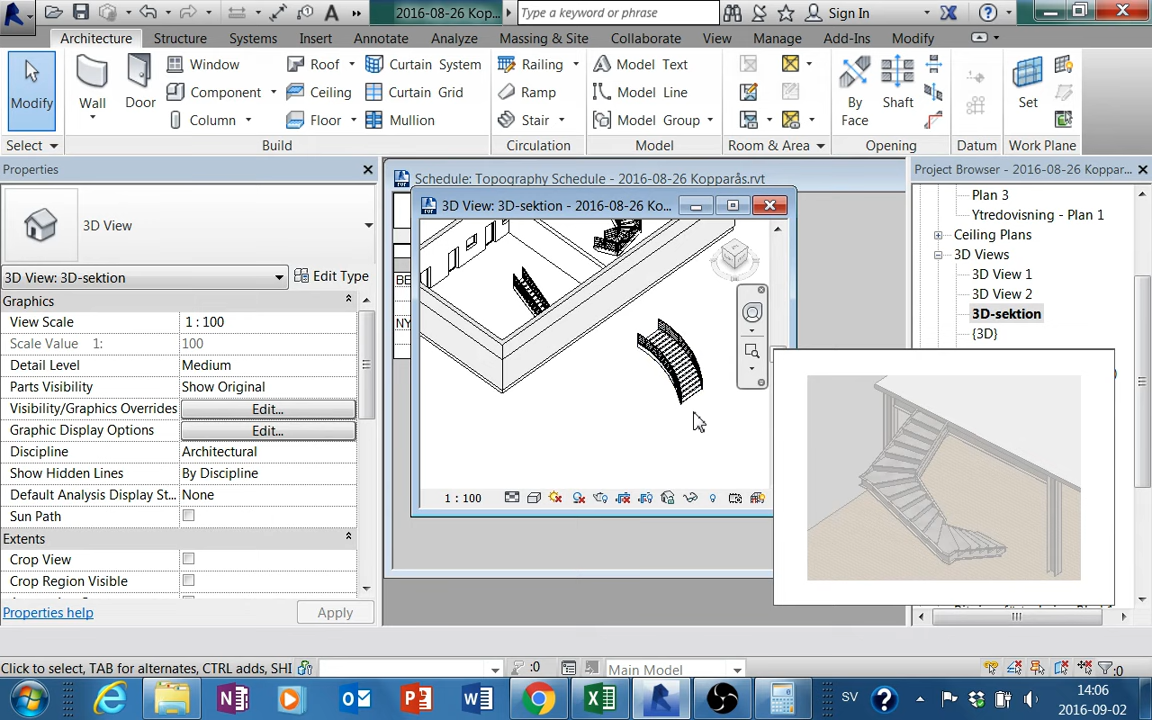 2016-08-26 Kopp...
Type a keyword or phrase
Sign In
Architecture Structure Systems Insert Annotate Analyze Massing & Site Collaborate View Manage Add-Ins Modify
Modify
Wall
Door
Window
Component
Column
Roof
Ceiling
Floor
Curtain System
Curtain Grid
Mullion
Railing
Ramp
Stair
Model Text
Model Line
Model Group
By
Face
Shaft
Set
Select Build Circulation Model Room & Area Opening Datum Work Plane
Properties
3D View
3D View: 3D-sektion
Edit Type
Graphics
View Scale 1 : 100
Scale Value 1: 100
Detail Level Medium
Parts Visibility Show Original
Visibility/Graphics Overrides Edit...
Graphic Display Options Edit...
Discipline Architectural
Show Hidden Lines By Discipline
Default Analysis Display St... None
Sun Path
Extents
Crop View
Crop Region Visible
Properties help
Apply
Schedule: Topography Schedule - 2016-08-26 Kopparås.rvt
BE
NY
3D View: 3D-sektion - 2016-08-26 Ko...
1 : 100
Project Browser - 2016-08-26 Kopparås.rvt
Plan 3
Ytredovisning - Plan 1
Ceiling Plans
3D Views
3D View 1
3D View 2
3D-sektion
{3D}
Click to select, TAB for alternates, CTRL adds, SHI
:0
Main Model
:0
SV
14:06
2016-09-02